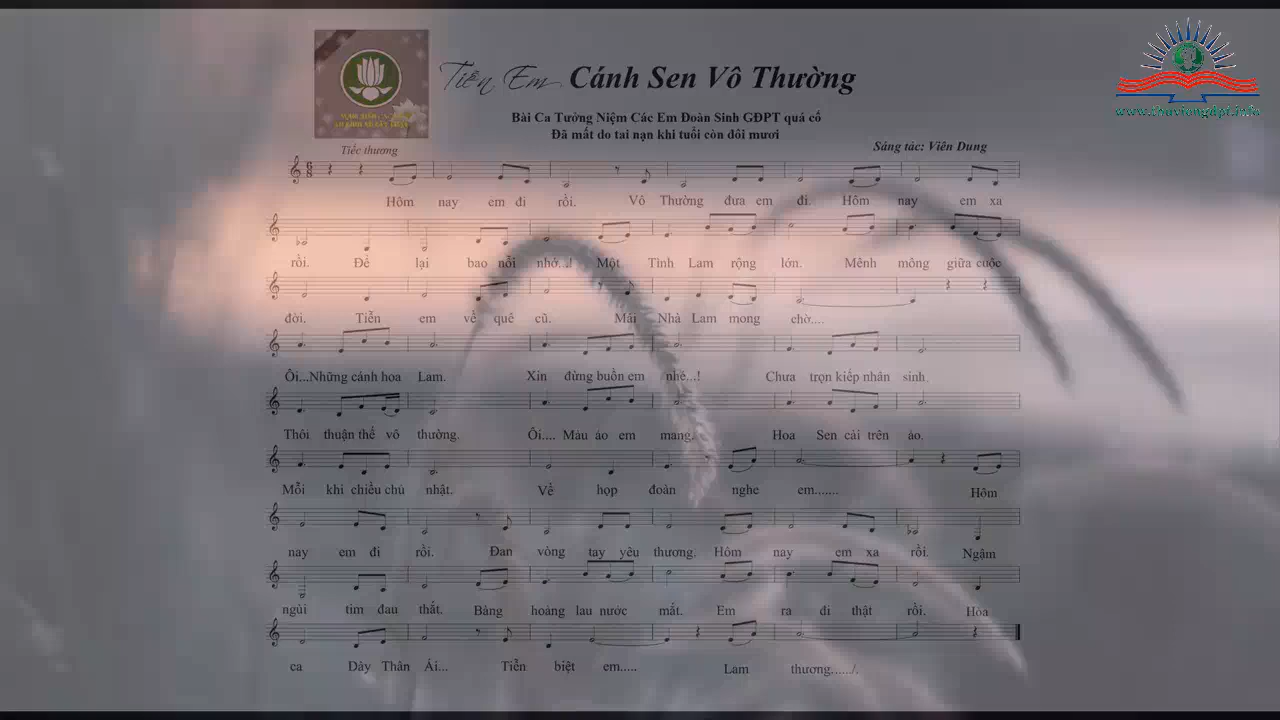 Tiễn Em Cánh Sen Vô Thường
www.thuviengdpt.info
Bài Ca Tưởng Niệm Các Em Đoàn Sinh GĐPT quá cố
Đã mất do tai nạn khi tuổi còn đôi mươi
Tiếc thương
Sáng tác: Viên Dung
Hôm nay em đi rồi. Vô Thường đưa em đi. Hôm nay em xa
rồi. Để lại bao nỗi nhớ...! Một Tình Lam rộng lớn. Mênh mông giữa cuộc
đời. Tiễn em về quê cũ. Mái Nhà Lam mong chờ....
Ôi...Những cánh hoa Lam. Xin đừng buồn em nhé...! Chưa trọn kiếp nhân sinh.
Thôi thuận thế vô thường. Ôi.... Màu áo em mang. Hoa Sen cài trên áo.
Mỗi khi chiều chủ nhật. Về họp đoàn nghe em....... Hôm
nay em đi rồi. Đan vòng tay yêu thương. Hôm nay em xa rồi. Ngậm
ngùi tim đau thắt. Bàng hoàng lau nước mắt. Em ra đi thật rồi. Hòa
ca Dây Thân Ái... Tiễn biệt em..... Lam thương....../.